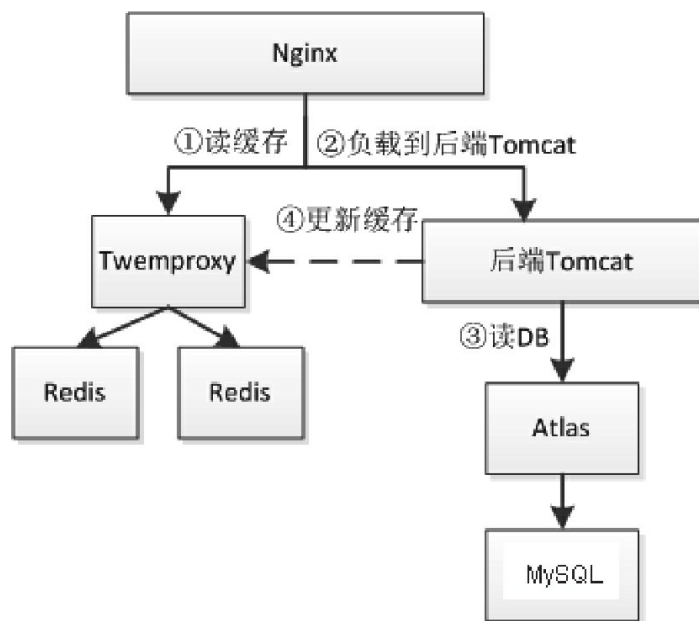 Nginx
①读缓存
②负载到后端Tomcat
④更新缓存
Twemproxy
后端Tomcat
③读DB
Redis
Redis
Atlas
MySQL